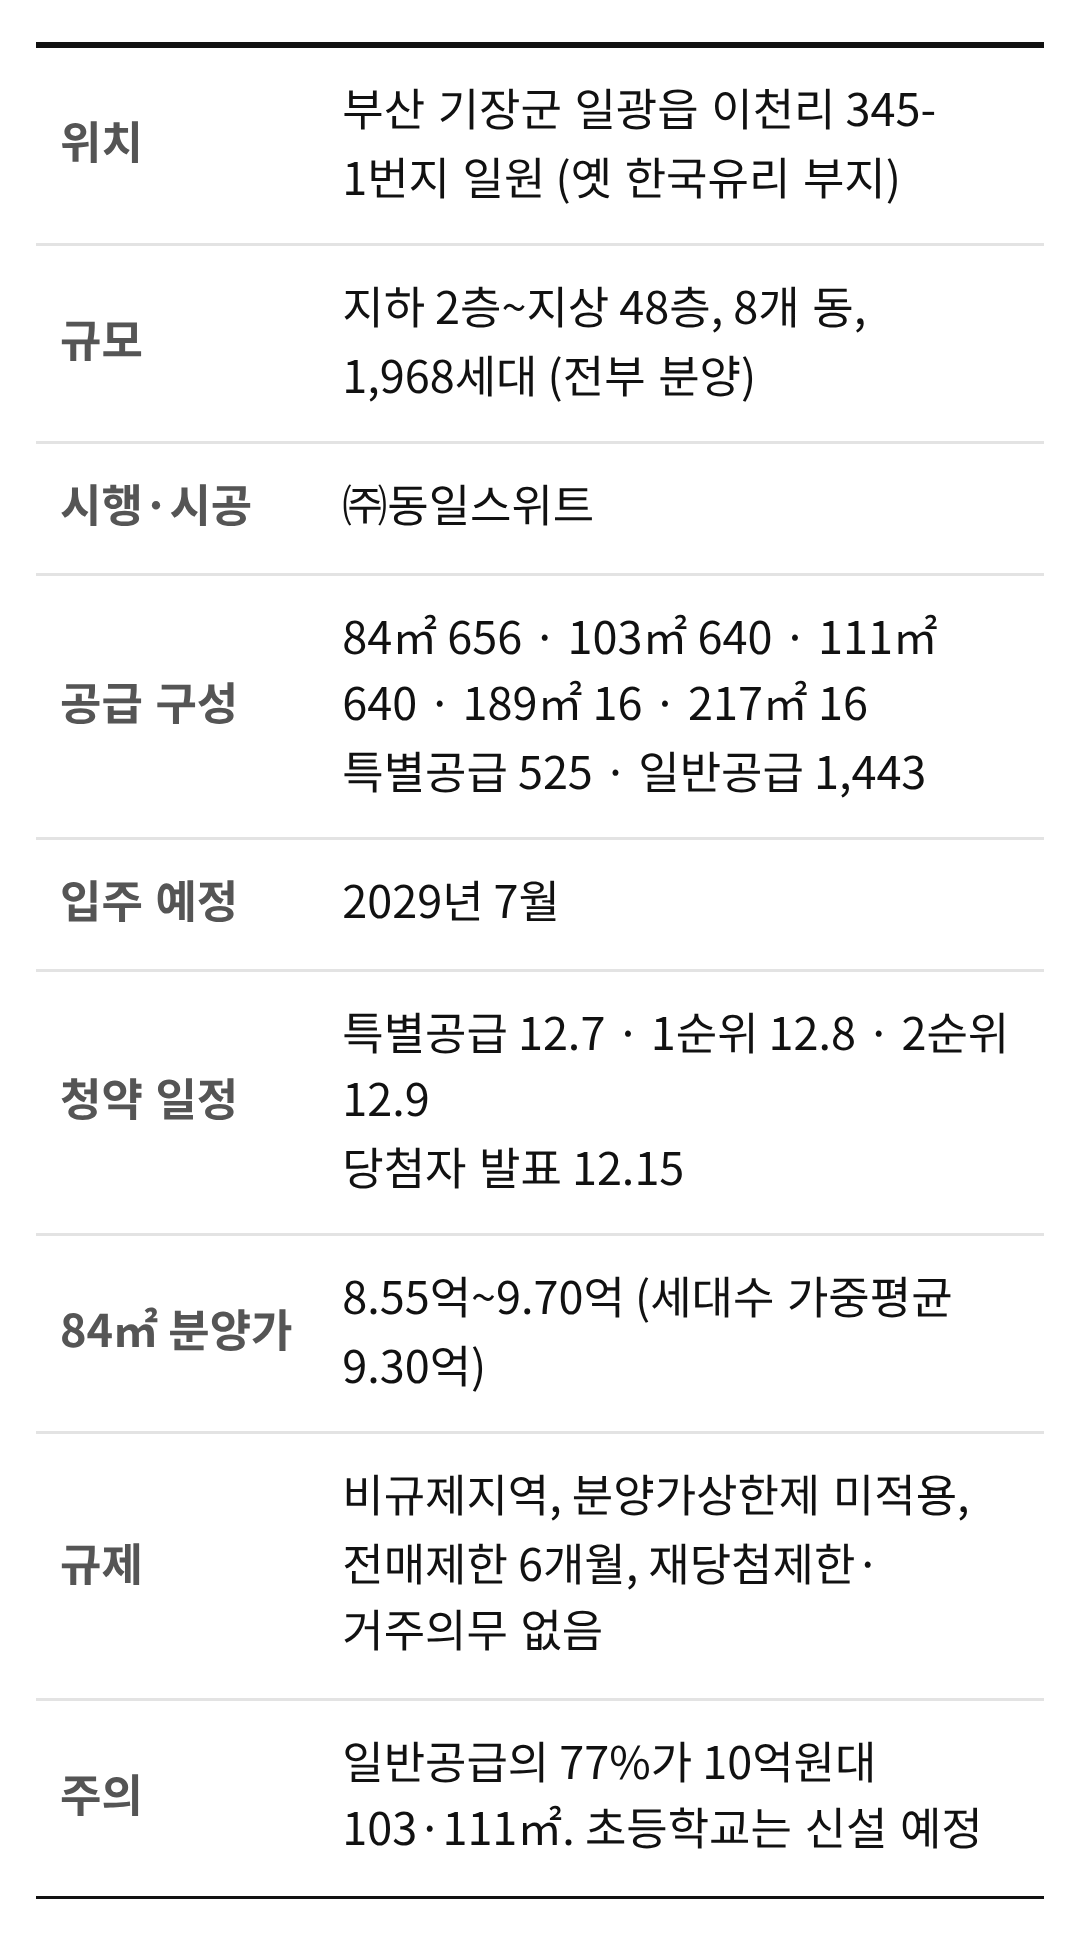 위치
부산 기장군 일광읍 이천리 345-
1번지 일원 (옛 한국유리 부지)
규모
지하 2층~지상 48층, 8개 동,
1,968세대 (전부 분양)
시행·시공
㈜동일스위트
공급 구성
84㎡ 656 · 103㎡ 640 · 111㎡
640 · 189㎡ 16 · 217㎡ 16
특별공급 525 · 일반공급 1,443
입주 예정
2029년 7월
청약 일정
특별공급 12.7 · 1순위 12.8 · 2순위
12.9
당첨자 발표 12.15
84㎡ 분양가
8.55억~9.70억 (세대수 가중평균
9.30억)
규제
비규제지역, 분양가상한제 미적용,
전매제한 6개월, 재당첨제한·
거주의무 없음
주의
일반공급의 77%가 10억원대
103·111㎡. 초등학교는 신설 예정